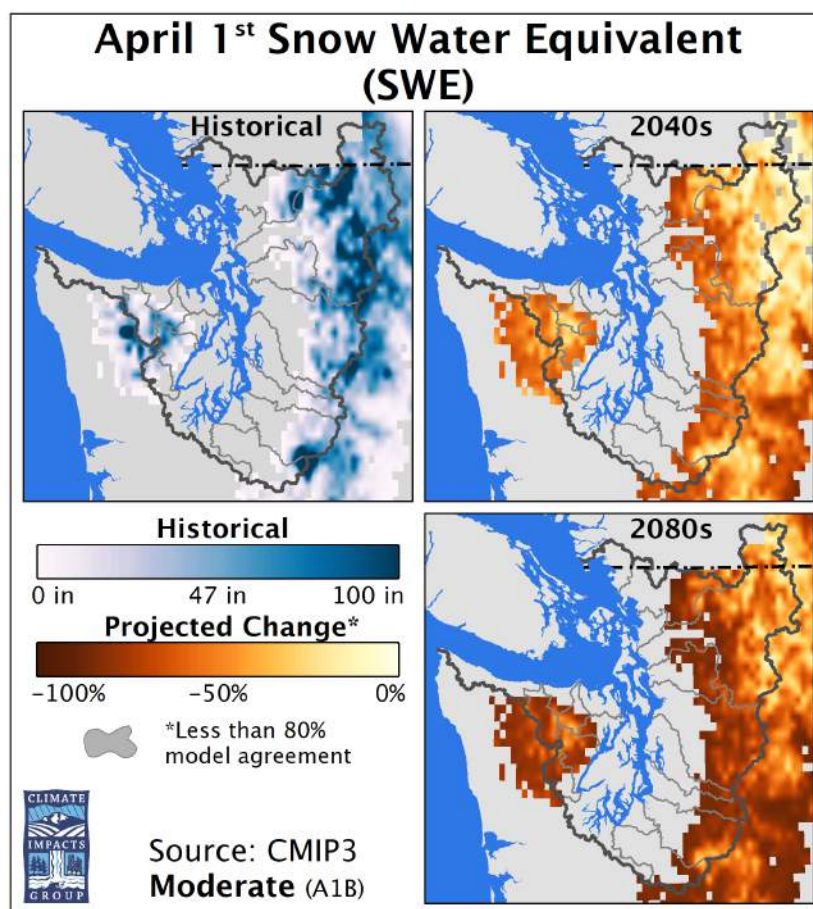 April 1st Snow Water Equivalent
(SWE)
Historical
2040s
Historical
0 in 47 in 100 in
Projected Change*
−100% −50% 0%
*Less than 80%
model agreement
2080s
CLIMATE
IMPACTS
GROUP
Source: CMIP3
Moderate (A1B)